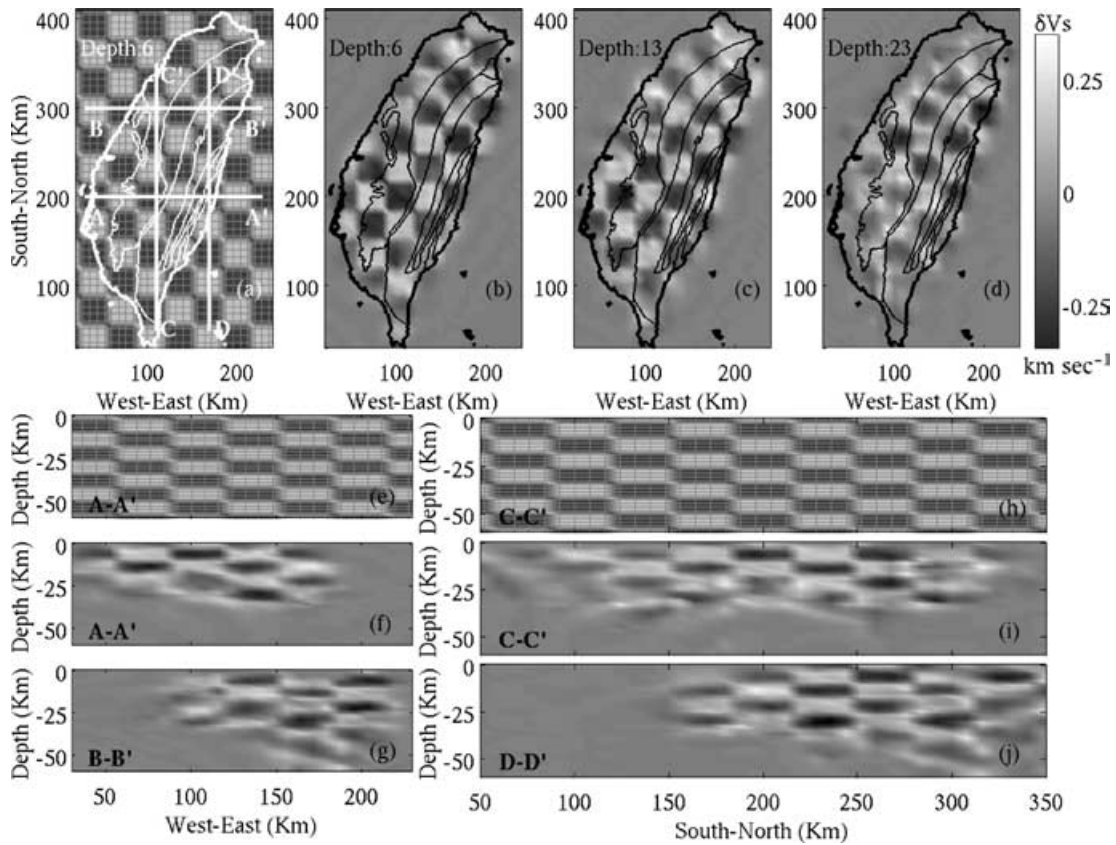 400
300
200
100
South-North (Km)
Depth:6
C'
D'
B
B'
A
A'
C
D
(a)
400
300
200
100
Depth:6
(b)
400
300
200
100
Depth:13
(c)
400
300
200
100
Depth:23
(d)
δVs
0.25
0
-0.25
km sec⁻¹
100 200
100 200
100 200
100 200
West-East (Km)
West-East (Km)
West-East (Km)
West-East (Km)
Depth (Km)
0
-25
-50
A-A'
(e)
Depth (Km)
0
-25
-50
C-C'
(h)
Depth (Km)
0
-25
-50
A-A'
(f)
Depth (Km)
0
-25
-50
C-C'
(i)
Depth (Km)
0
-25
-50
B-B'
(g)
Depth (Km)
0
-25
-50
D-D'
(j)
50 100 150 200
West-East (Km)
50 100 150 200 250 300 350
South-North (Km)